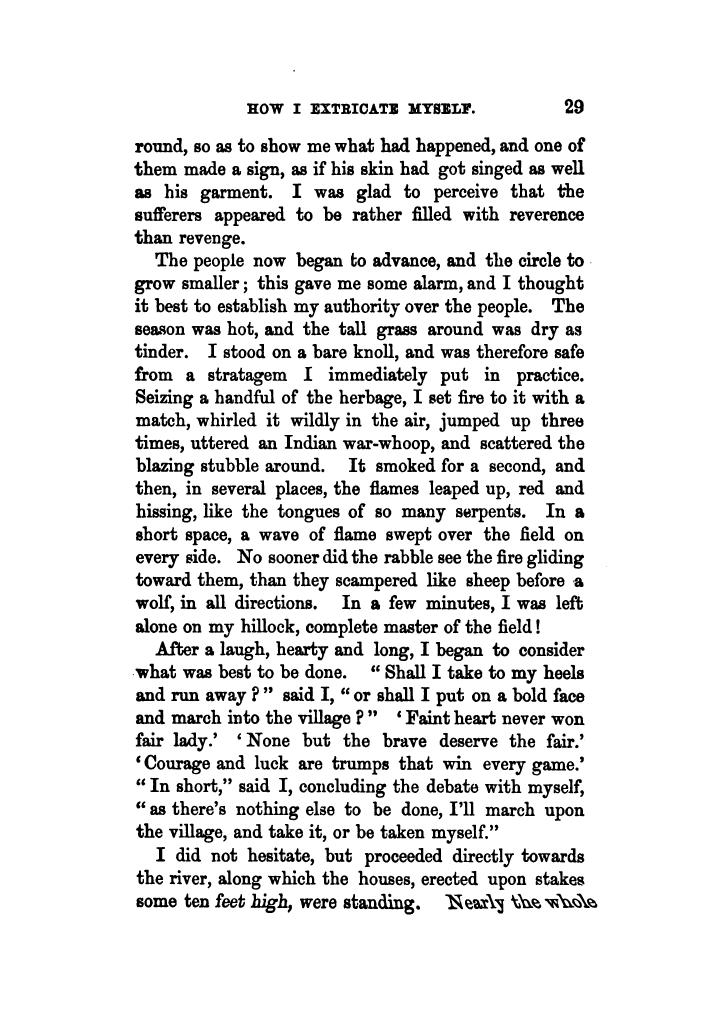 HOW I EXTRICATE MYSELF. 29
round, so as to show me what had happened, and one of
them made a sign, as if his skin had got singed as well
as his garment. I was glad to perceive that the
sufferers appeared to be rather filled with reverence
than revenge.
The people now began to advance, and the circle to
grow smaller; this gave me some alarm, and I thought
it best to establish my authority over the people. The
season was hot, and the tall grass around was dry as
tinder. I stood on a bare knoll, and was therefore safe
from a stratagem I immediately put in practice.
Seizing a handful of the herbage, I set fire to it with a
match, whirled it wildly in the air, jumped up three
times, uttered an Indian war-whoop, and scattered the
blazing stubble around. It smoked for a second, and
then, in several places, the flames leaped up, red and
hissing, like the tongues of so many serpents. In a
short space, a wave of flame swept over the field on
every side. No sooner did the rabble see the fire gliding
toward them, than they scampered like sheep before a
wolf, in all directions. In a few minutes, I was left
alone on my hillock, complete master of the field!
After a laugh, hearty and long, I began to consider
what was best to be done. "Shall I take to my heels
and run away?" said I, "or shall I put on a bold face
and march into the village?" 'Faint heart never won
fair lady.' 'None but the brave deserve the fair.'
'Courage and luck are trumps that win every game.'
"In short," said I, concluding the debate with myself,
"as there's nothing else to be done, I'll march upon
the village, and take it, or be taken myself."
I did not hesitate, but proceeded directly towards
the river, along which the houses, erected upon stakes
some ten feet high, were standing. Nearly the whole